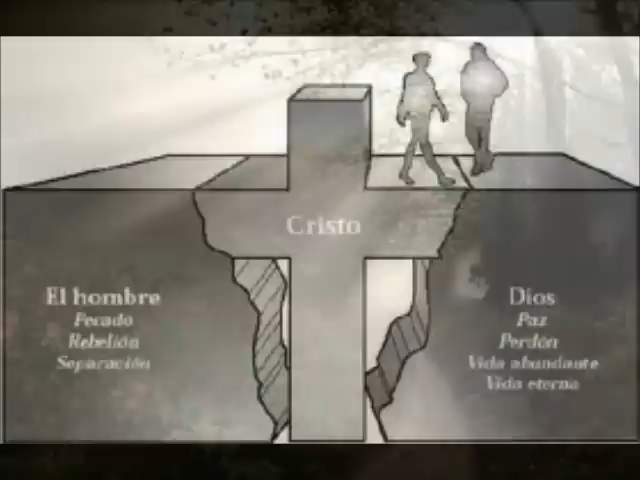 Cristo
El hombre
Pecado
Rebelión
Separación
Dios
Paz
Perdón
Vida abundante
Vida eterna